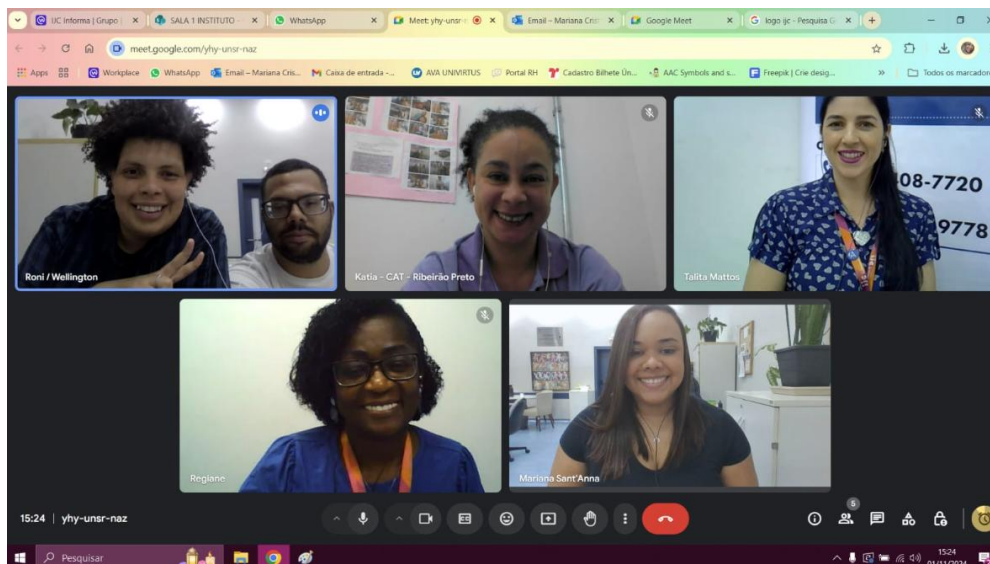 UC Informa | Grupo |
SALA 1 INSTITUTO -
WhatsApp
Meet: yhy-unsr-
Email – Mariana Cris
Google Meet
logo ijc - Pesquisa G
meet.google.com/yhy-unsr-naz
Apps
Workplace
WhatsApp
Email – Mariana Cris...
Caixa de entrada -...
AVA UNIVIRTUS
Portal RH
Cadastro Bilhete Ún...
AAC Symbols and s...
Freepik | Crie desig...
»
Todos os marcador
Roni / Wellington
Katia - CAT - Ribeirão Preto
08-7720
9778
Talita Mattos
Regiane
Mariana Sant'Anna
15:24 | yhy-unsr-naz
5
Pesquisar
15:24
01/11/2024